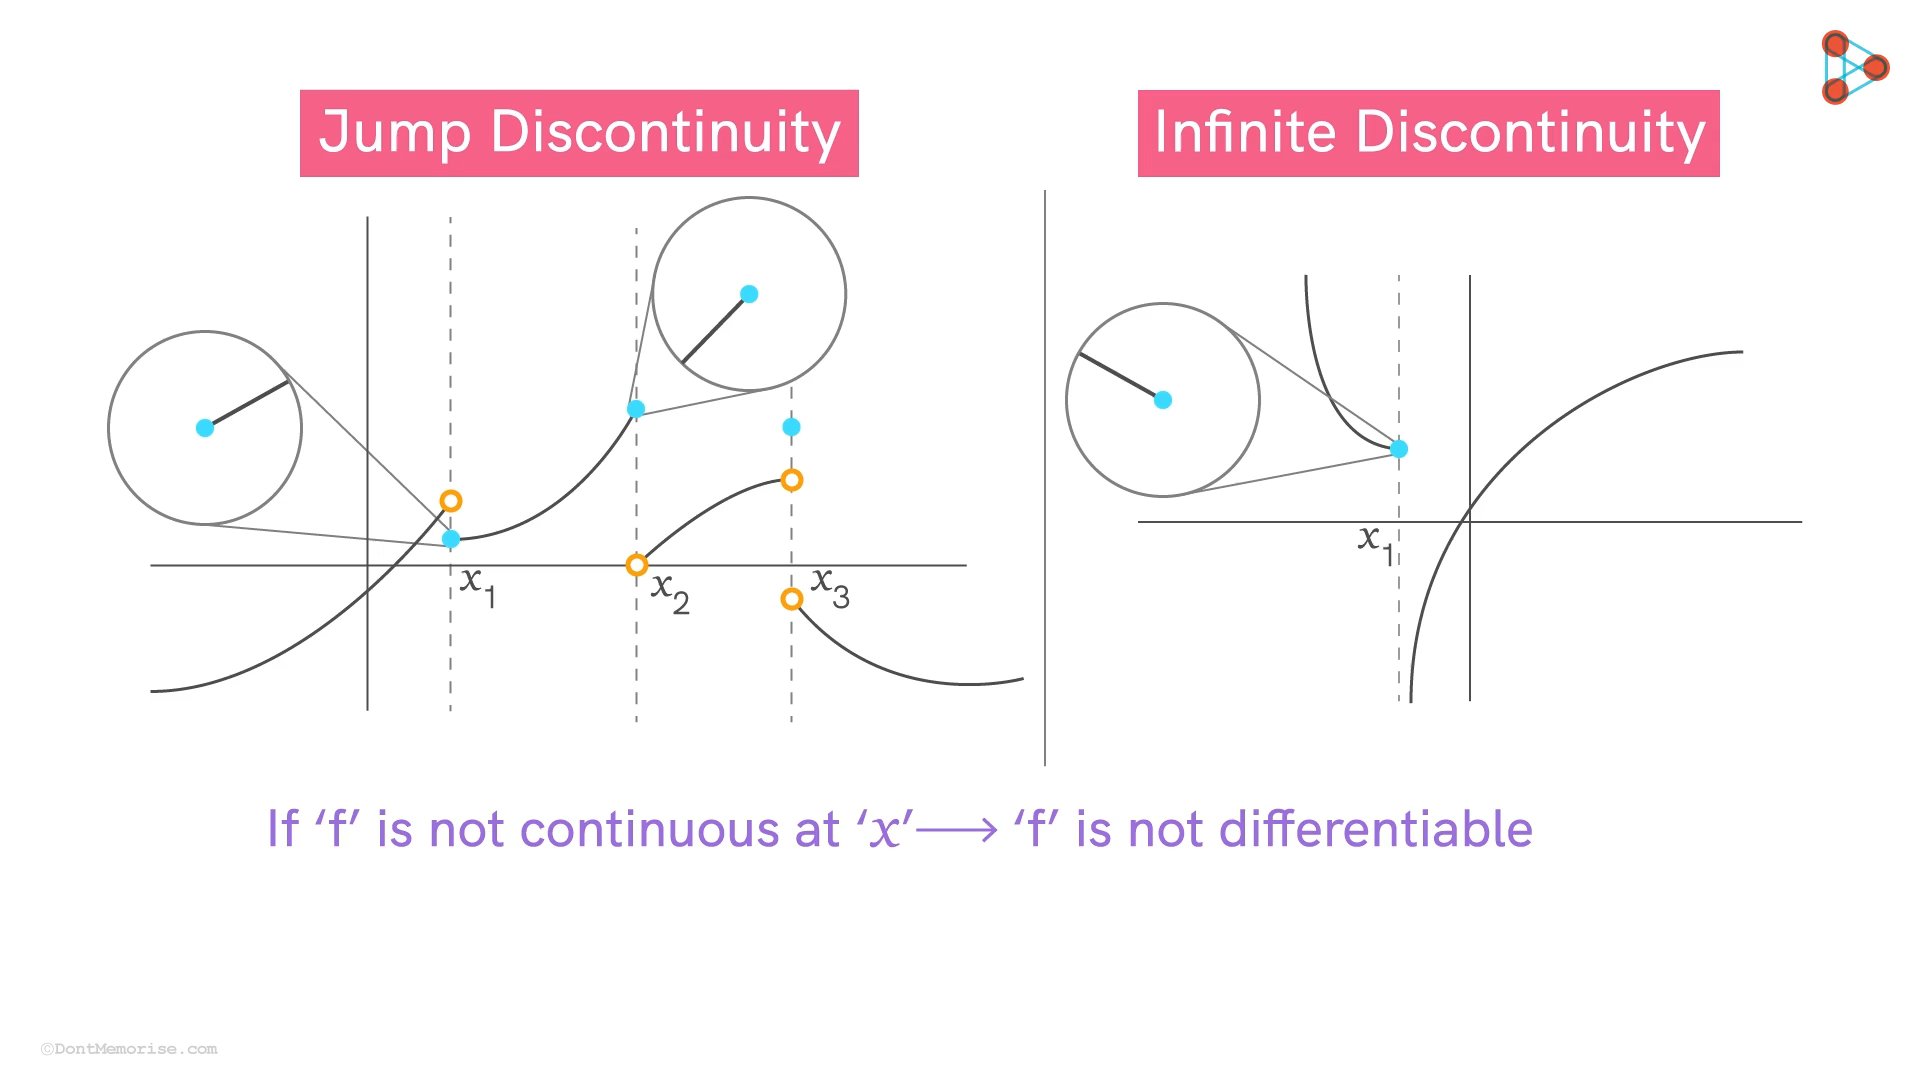 Jump Discontinuity
Infinite Discontinuity
x₁
x₂
x₃
x₁
If ‘f’ is not continuous at ‘x’⟶ ‘f’ is not differentiable
©DontMemorise.com